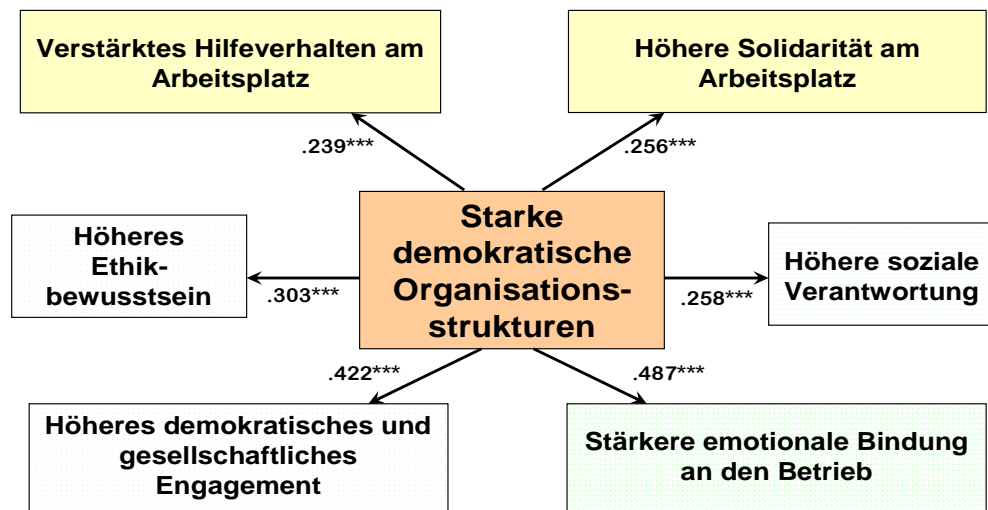 Verstärktes Hilfeverhalten am
Arbeitsplatz
Höhere Solidarität am
Arbeitsplatz
.239***
.256***
Starke
demokratische
Organisations-
strukturen
Höheres
Ethik-
bewusstsein
.303***
Höhere soziale
Verantwortung
.258***
.422***
.487***
Höheres demokratisches und
gesellschaftliches
Engagement
Stärkere emotionale Bindung
an den Betrieb